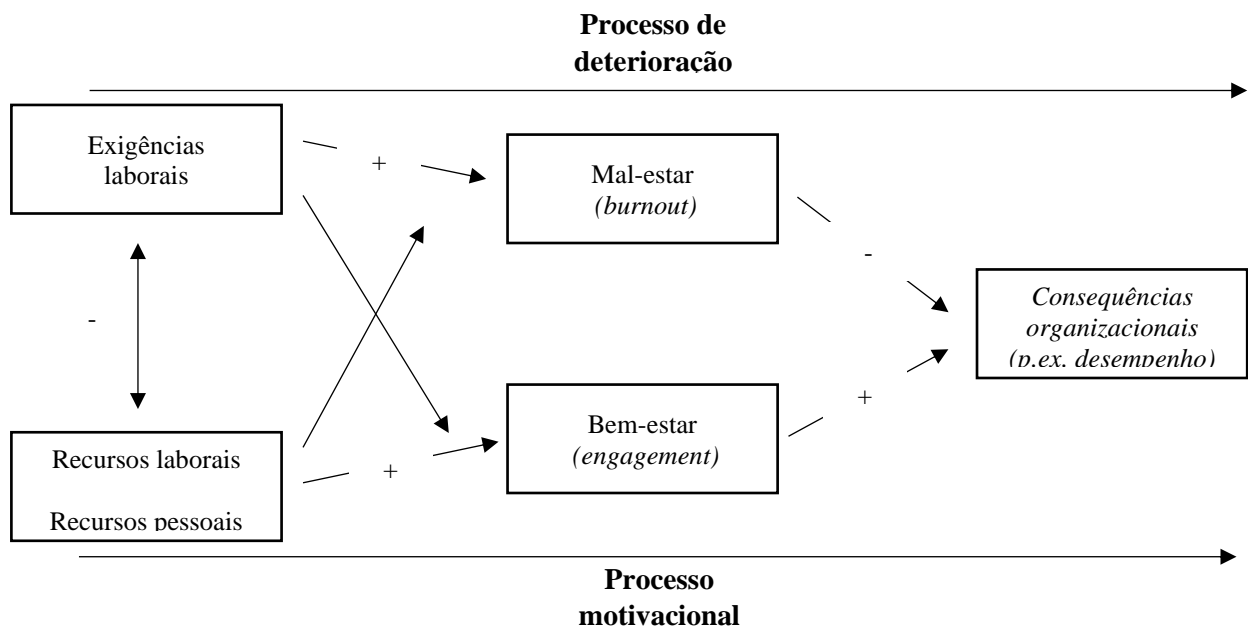 Processo de
deterioração
Exigências
laborais
+
Mal-estar
(burnout)
-
-
Consequências
organizacionais
(p.ex. desempenho)
Recursos laborais
Recursos pessoais
+
Bem-estar
(engagement)
+
Processo
motivacional